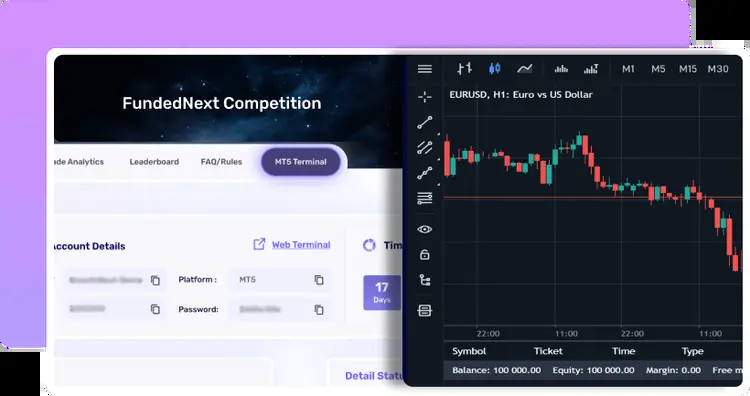 FundedNext Competition
ade Analytics Leaderboard FAQ/Rules MT5 Terminal
Account Details Web Terminal Tim
Platform : MT5
Password:
17
Days
Detail Statu
M1 M5 M15 M30
EURUSD, H1: Euro vs US Dollar
22:00 11:00 22:00 11:00
Symbol Ticket Time Type
Balance: 100 000.00 Equity: 100 000.00 Margin: 0.00 Free m